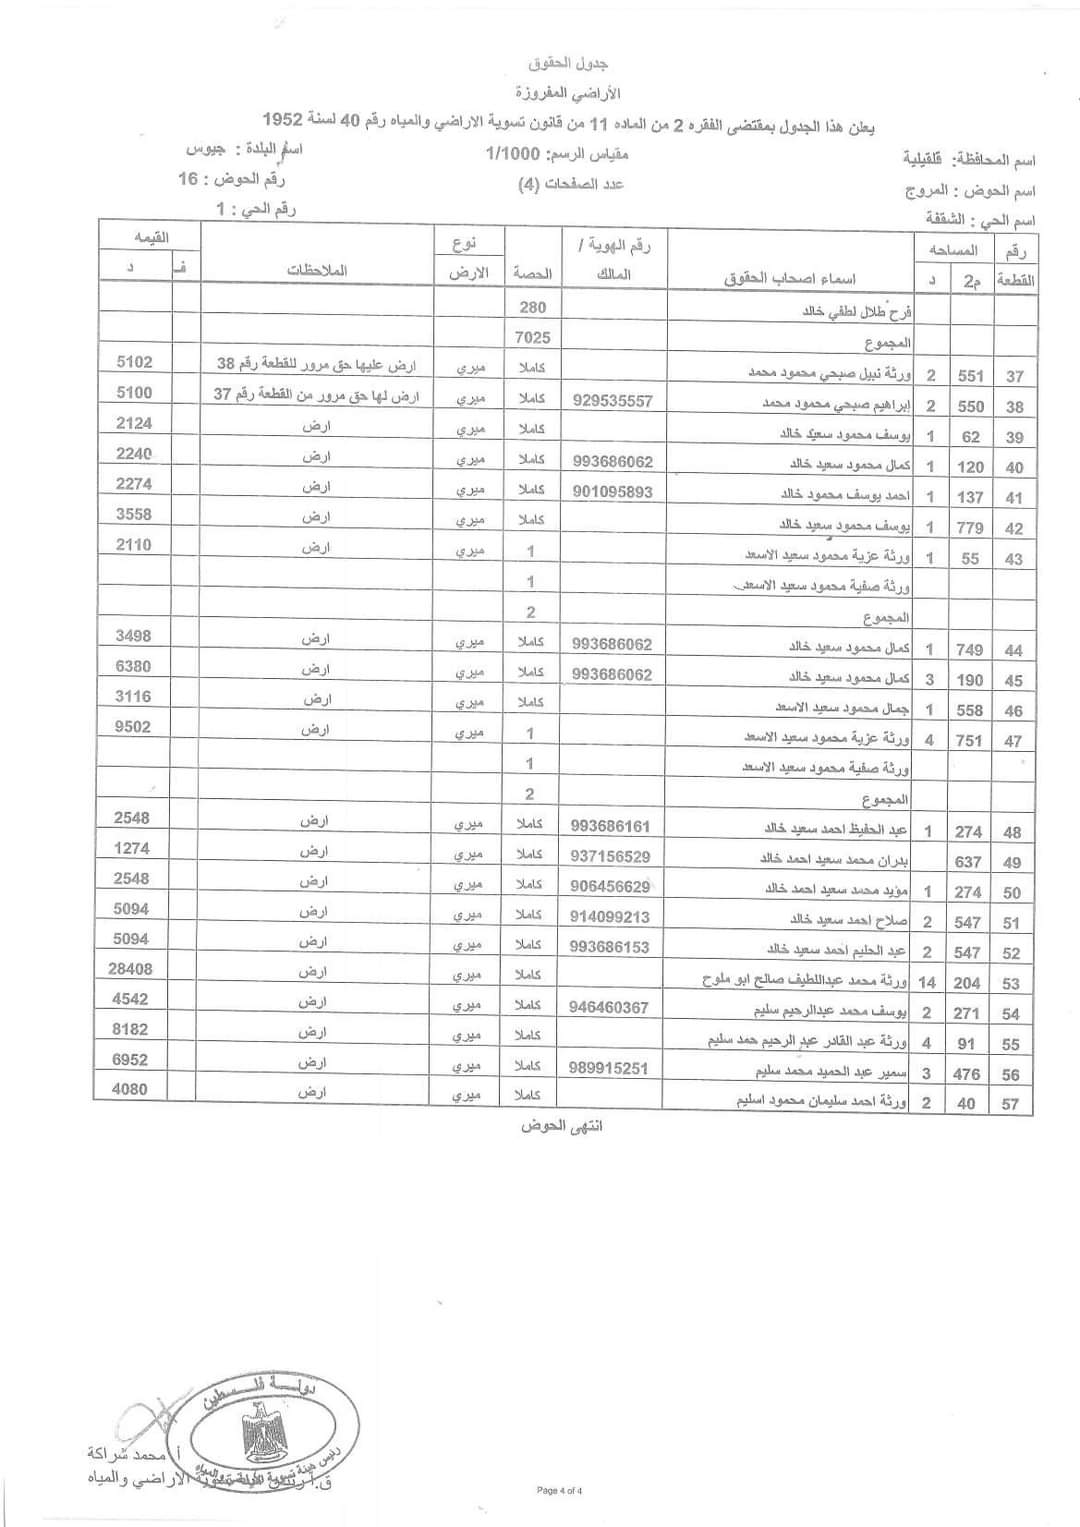 جدول الحقوق
الأراضي المفروزة
يعلن هذا الجدول بمقتضى الفقره 2 من الماده 11 من قانون تسوية الاراضي والمياه رقم 40 لسنة 1952
اسم المحافظة: قلقيلية مقياس الرسم: 1/1000 اسم البلدة : جيوس
اسم الحوض : المروج عدد الصفحات (4) رقم الحوض : 16
اسم الحي : الشقفة رقم الحي : 1
رقم القطعة المساحه د م2 اسماء اصحاب الحقوق رقم الهوية / المالك الحصة نوع الارض الملاحظات القيمه ف د
فرح طلال لطفي خالد 280
المجموع 7025
37 551 2 ورثة نبيل صبحي محمود محمد كاملا ميري ارض عليها حق مرور للقطعة رقم 38 5102
38 550 2 إبراهيم صبحي محمود محمد 929535557 كاملا ميري ارض لها حق مرور من القطعة رقم 37 5100
39 62 1 يوسف محمود سعيد خالد كاملا ميري ارض 2124
40 120 1 كمال محمود سعيد خالد 993686062 كاملا ميري ارض 2240
41 137 1 احمد يوسف محمود خالد 901095893 كاملا ميري ارض 2274
42 779 1 يوسف محمود سعيد خالد كاملا ميري ارض 3558
43 55 1 ورثة عزية محمود سعيد الاسعد 1 ميري ارض 2110
ورثة صفية محمود سعيد الاسعد 1
المجموع 2
44 749 1 كمال محمود سعيد خالد 993686062 كاملا ميري ارض 3498
45 190 3 كمال محمود سعيد خالد 993686062 كاملا ميري ارض 6380
46 558 1 جمال محمود سعيد الاسعد كاملا ميري ارض 3116
47 751 4 ورثة عزية محمود سعيد الاسعد 1 ميري ارض 9502
ورثة صفية محمود سعيد الاسعد 1
المجموع 2
48 274 1 عبد الحفيظ احمد سعيد خالد 993686161 كاملا ميري ارض 2548
49 637 بدران محمد سعيد احمد خالد 937156529 كاملا ميري ارض 1274
50 274 1 مؤيد محمد سعيد احمد خالد 906456629 كاملا ميري ارض 2548
51 547 2 صلاح احمد سعيد خالد 914099213 كاملا ميري ارض 5094
52 547 2 عبد الحليم احمد سعيد خالد 993686153 كاملا ميري ارض 5094
53 204 14 ورثة محمد عبداللطيف صالح ابو ملوح كاملا ميري ارض 28408
54 271 2 يوسف محمد عبدالرحيم سليم 946460367 كاملا ميري ارض 4542
55 91 4 ورثة عبد القادر عبد الرحيم حمد سليم كاملا ميري ارض 8182
56 476 3 سمير عبد الحميد محمد سليم 989915251 كاملا ميري ارض 6952
57 40 2 ورثة احمد سليمان محمود اسليم كاملا ميري ارض 4080
انتهى الحوض
دولة فلسطين
رئيس هيئة تسوية الأراضي والمياه
أ محمد شراكة
الاراضي والمياه
Page 4 of 4